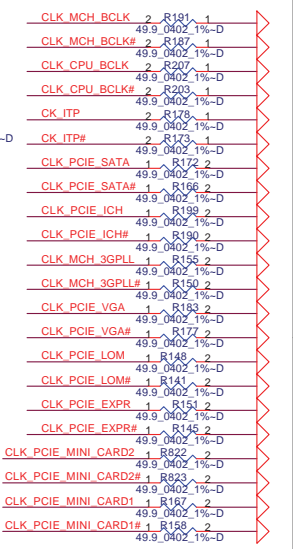 CLK_MCH_BCLK 2 R191 1
49.9_0402_1%~D
CLK_MCH_BCLK# 2 R187 1
49.9_0402_1%~D
CLK_CPU_BCLK 2 R207 1
49.9_0402_1%~D
CLK_CPU_BCLK# 2 R203 1
49.9_0402_1%~D
CK_ITP 2 R178 1
49.9_0402_1%~D
~D CK_ITP# 2 R173 1
49.9_0402_1%~D
CLK_PCIE_SATA 1 R172 2
49.9_0402_1%~D
CLK_PCIE_SATA# 1 R166 2
49.9_0402_1%~D
CLK_PCIE_ICH 1 R199 2
49.9_0402_1%~D
CLK_PCIE_ICH# 1 R190 2
49.9_0402_1%~D
CLK_MCH_3GPLL 1 R155 2
49.9_0402_1%~D
CLK_MCH_3GPLL# 1 R150 2
49.9_0402_1%~D
CLK_PCIE_VGA 1 R183 2
49.9_0402_1%~D
CLK_PCIE_VGA# 1 R177 2
49.9_0402_1%~D
CLK_PCIE_LOM 1 R148 2
49.9_0402_1%~D
CLK_PCIE_LOM# 1 R141 2
49.9_0402_1%~D
CLK_PCIE_EXPR 1 R151 2
49.9_0402_1%~D
CLK_PCIE_EXPR# 1 R145 2
49.9_0402_1%~D
CLK_PCIE_MINI_CARD2 1 R822 2
49.9_0402_1%~D
CLK_PCIE_MINI_CARD2# 1 R823 2
49.9_0402_1%~D
CLK_PCIE_MINI_CARD1 1 R167 2
49.9_0402_1%~D
CLK_PCIE_MINI_CARD1# 1 R158 2
49.9_0402_1%~D